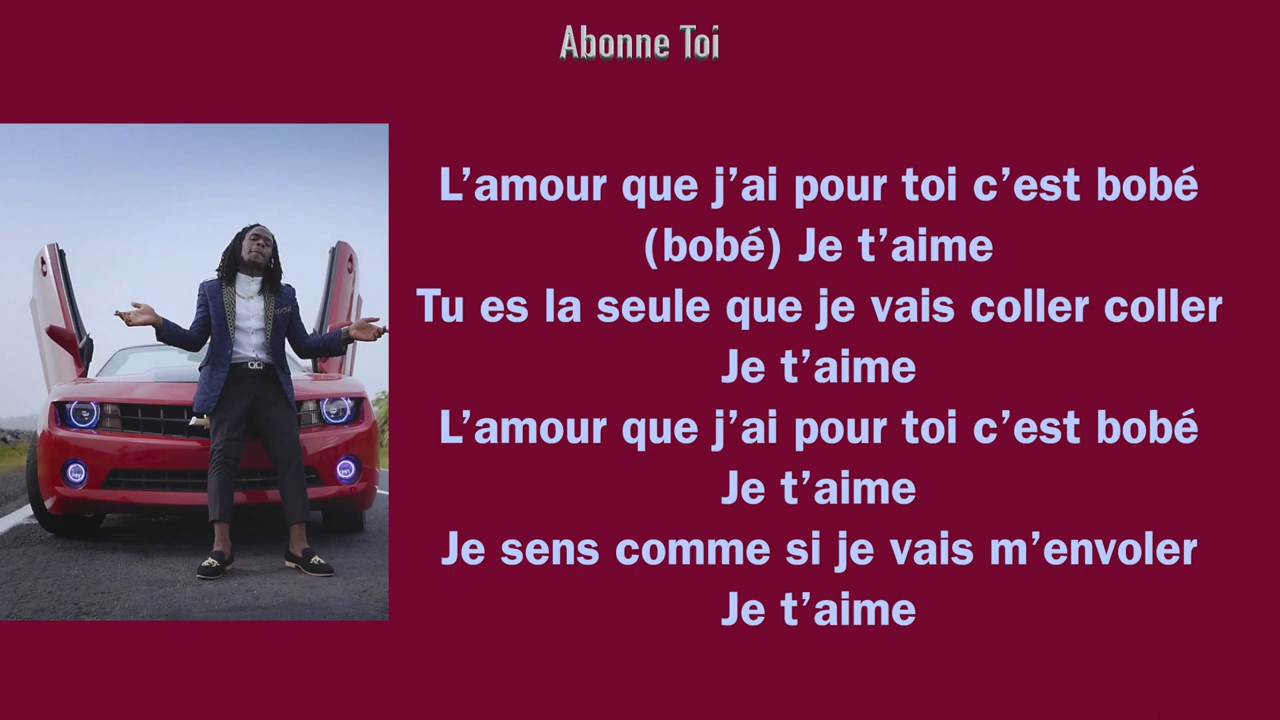 Abonne Toi
L’amour que j’ai pour toi c’est bobé
(bobé) Je t’aime
Tu es la seule que je vais coller coller
Je t’aime
L’amour que j’ai pour toi c’est bobé
Je t’aime
Je sens comme si je vais m’envoler
Je t’aime